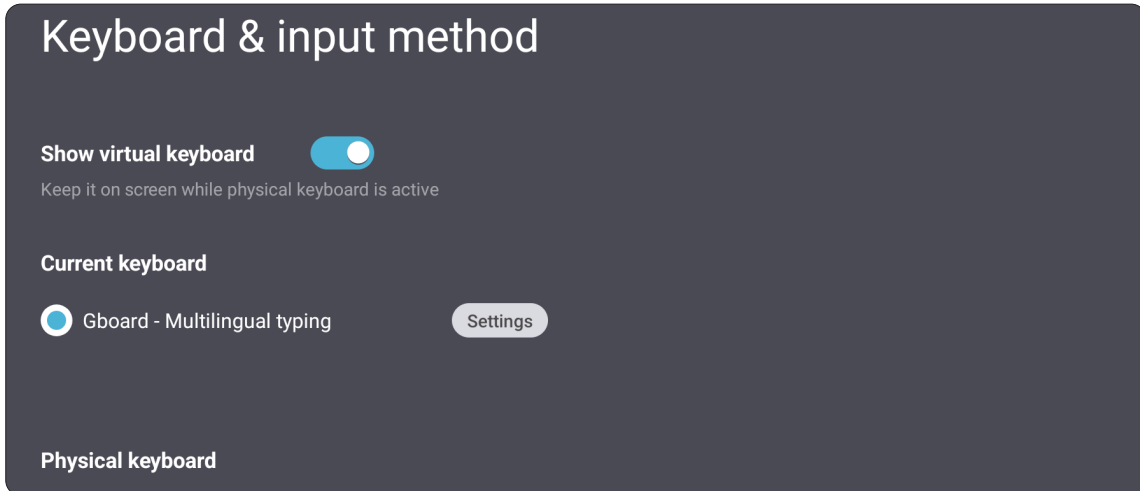 Keyboard & input method
Show virtual keyboard
Keep it on screen while physical keyboard is active
Current keyboard
Gboard - Multilingual typing Settings
Physical keyboard